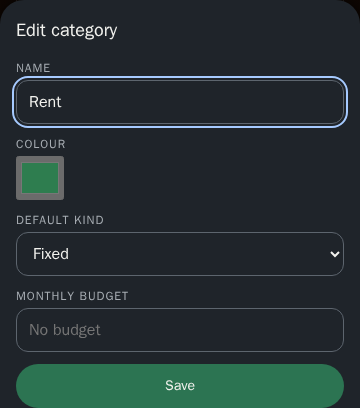 Edit category
NAME
Rent
COLOUR
DEFAULT KIND
Fixed
MONTHLY BUDGET
No budget
Save